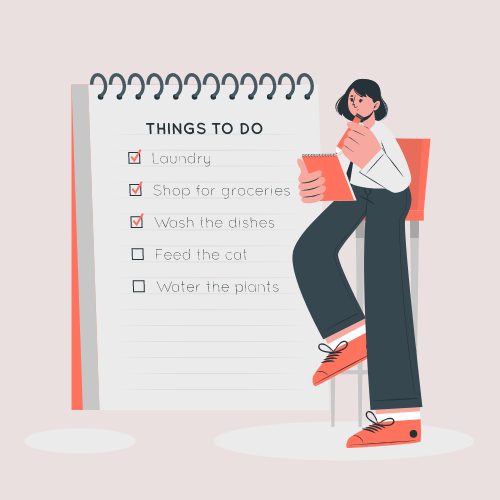 THINGS TO DO
Laundry
Shop for groceries
Wash the dishes
Feed the cat
Water the plants